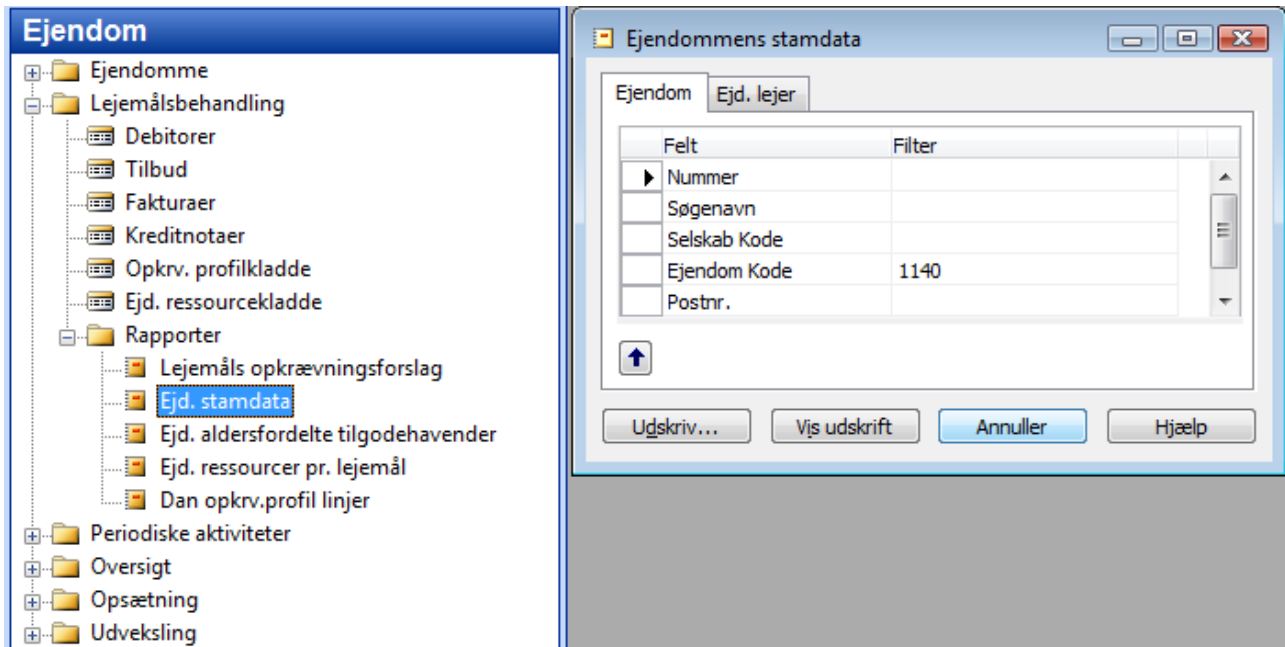 Ejendom
Ejendomme
Lejemålsbehandling
Debitorer
Tilbud
Fakturaer
Kreditnotaer
Opkrv. profilkladde
Ejd. ressourcekladde
Rapporter
Lejemåls opkrævningsforslag
Ejd. stamdata
Ejd. aldersfordelte tilgodehavender
Ejd. ressourcer pr. lejemål
Dan opkrv.profil linjer
Periodiske aktiviteter
Oversigt
Opsætning
Udveksling
Ejendommens stamdata
Ejendom Ejd. lejer
Felt Filter
Nummer
Søgenavn
Selskab Kode
Ejendom Kode 1140
Postnr.
Udskriv... Vis udskrift Annuller Hjælp